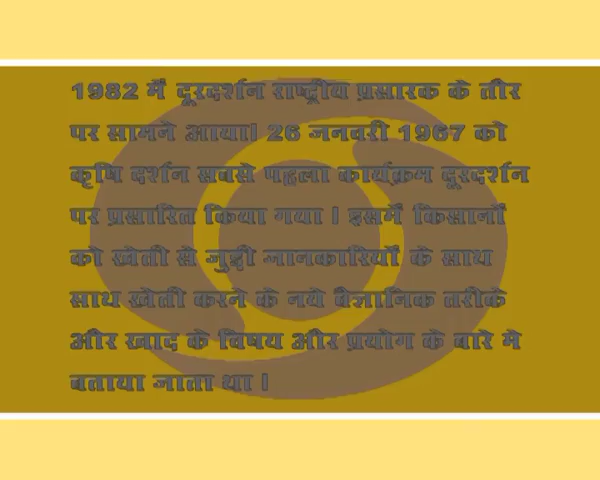 1982 में दूरदर्शन राष्ट्रीय प्रसारक के तौर
पर सामने आया। 26 जनवरी 1967 को
कृषि दर्शन सबसे पहला कार्यक्रम दूरदर्शन
पर प्रसारित किया गया । इसमें किसानों
को खेती से जुड़ी जानकारियों के साथ
साथ खेती करने के नये वैज्ञानिक तरीके
और खाद के विषय और प्रयोग के बारे मे
बताया जाता था ।